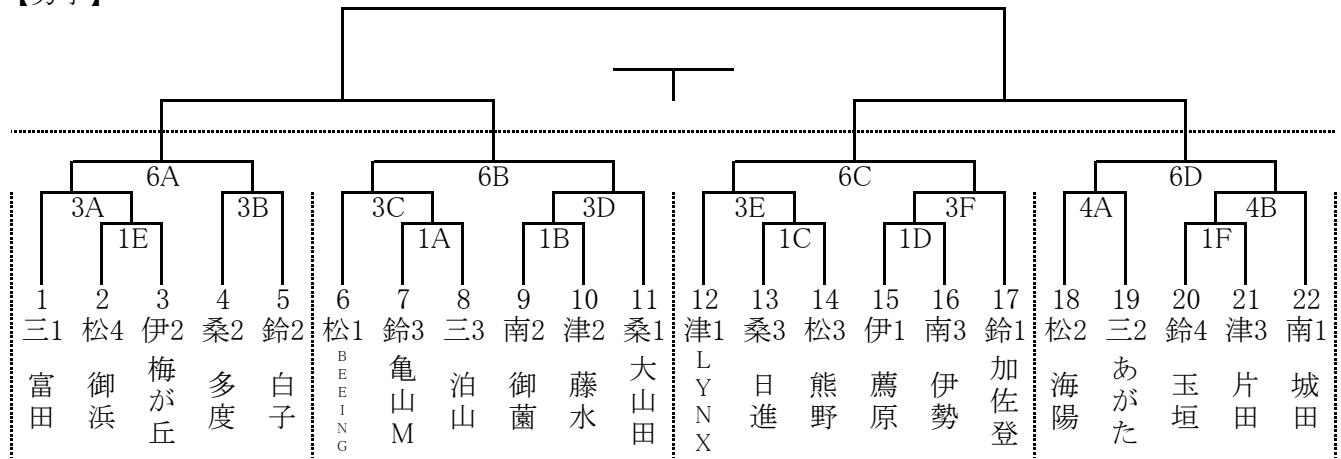 【男子】
6A 6B 6C 6D
3A 3B 3C 3D 3E 3F 4A 4B
1E 1A 1B 1C 1D 1F
1 2 3 4 5 6 7 8 9 10 11 12 13 14 15 16 17 18 19 20 21 22
三1 松4 伊2 桑2 鈴2 松1 鈴3 三3 南2 津2 桑1 津1 桑3 松3 伊1 南3 鈴1 松2 三2 鈴4 津3 南1
富田 御浜 梅が丘 多度 白子 BEEING 亀山M 泊山 御薗 藤水 大山田 LYNX 日進 熊野 薦原 伊勢 加佐登 海陽 あがた 玉垣 片田 城田